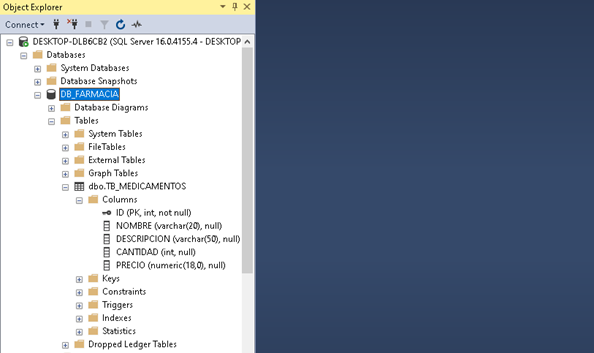 Object Explorer
Connect
DESKTOP-DLB6CB2 (SQL Server 16.0.4155.4 - DESKTOP
Databases
System Databases
Database Snapshots
DB_FARMACIA
Database Diagrams
Tables
System Tables
FileTables
External Tables
Graph Tables
dbo.TB_MEDICAMENTOS
Columns
ID (PK, int, not null)
NOMBRE (varchar(20), null)
DESCRIPCION (varchar(50), null)
CANTIDAD (int, null)
PRECIO (numeric(18,0), null)
Keys
Constraints
Triggers
Indexes
Statistics
Dropped Ledger Tables